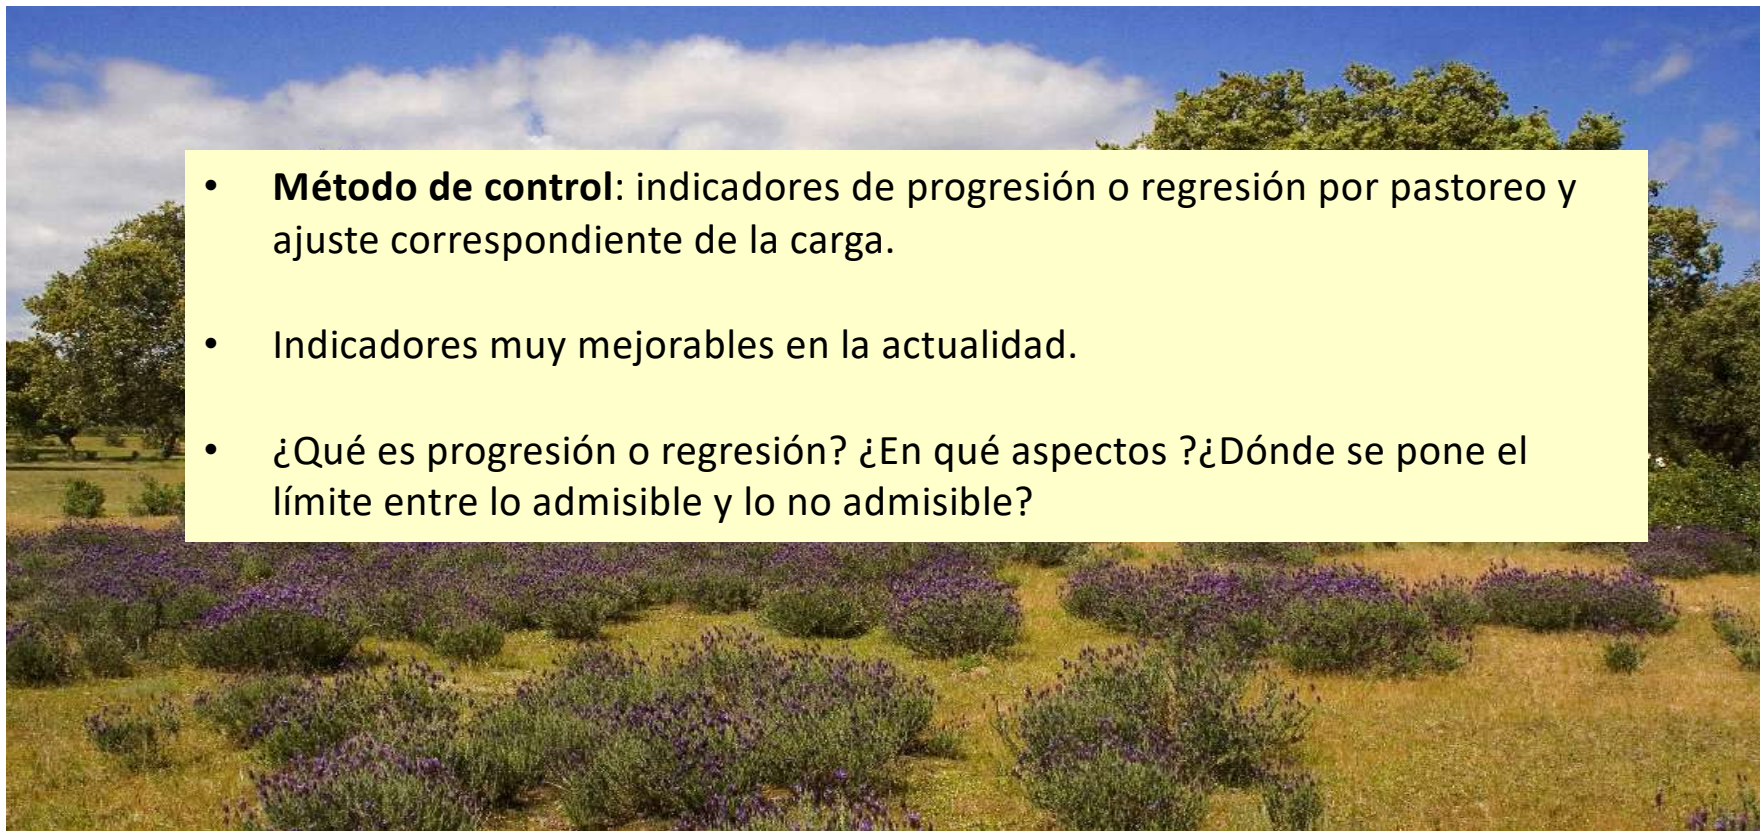 • Método de control: indicadores de progresión o regresión por pastoreo y
ajuste correspondiente de la carga.
• Indicadores muy mejorables en la actualidad.
• ¿Qué es progresión o regresión? ¿En qué aspectos ?¿Dónde se pone el
límite entre lo admisible y lo no admisible?